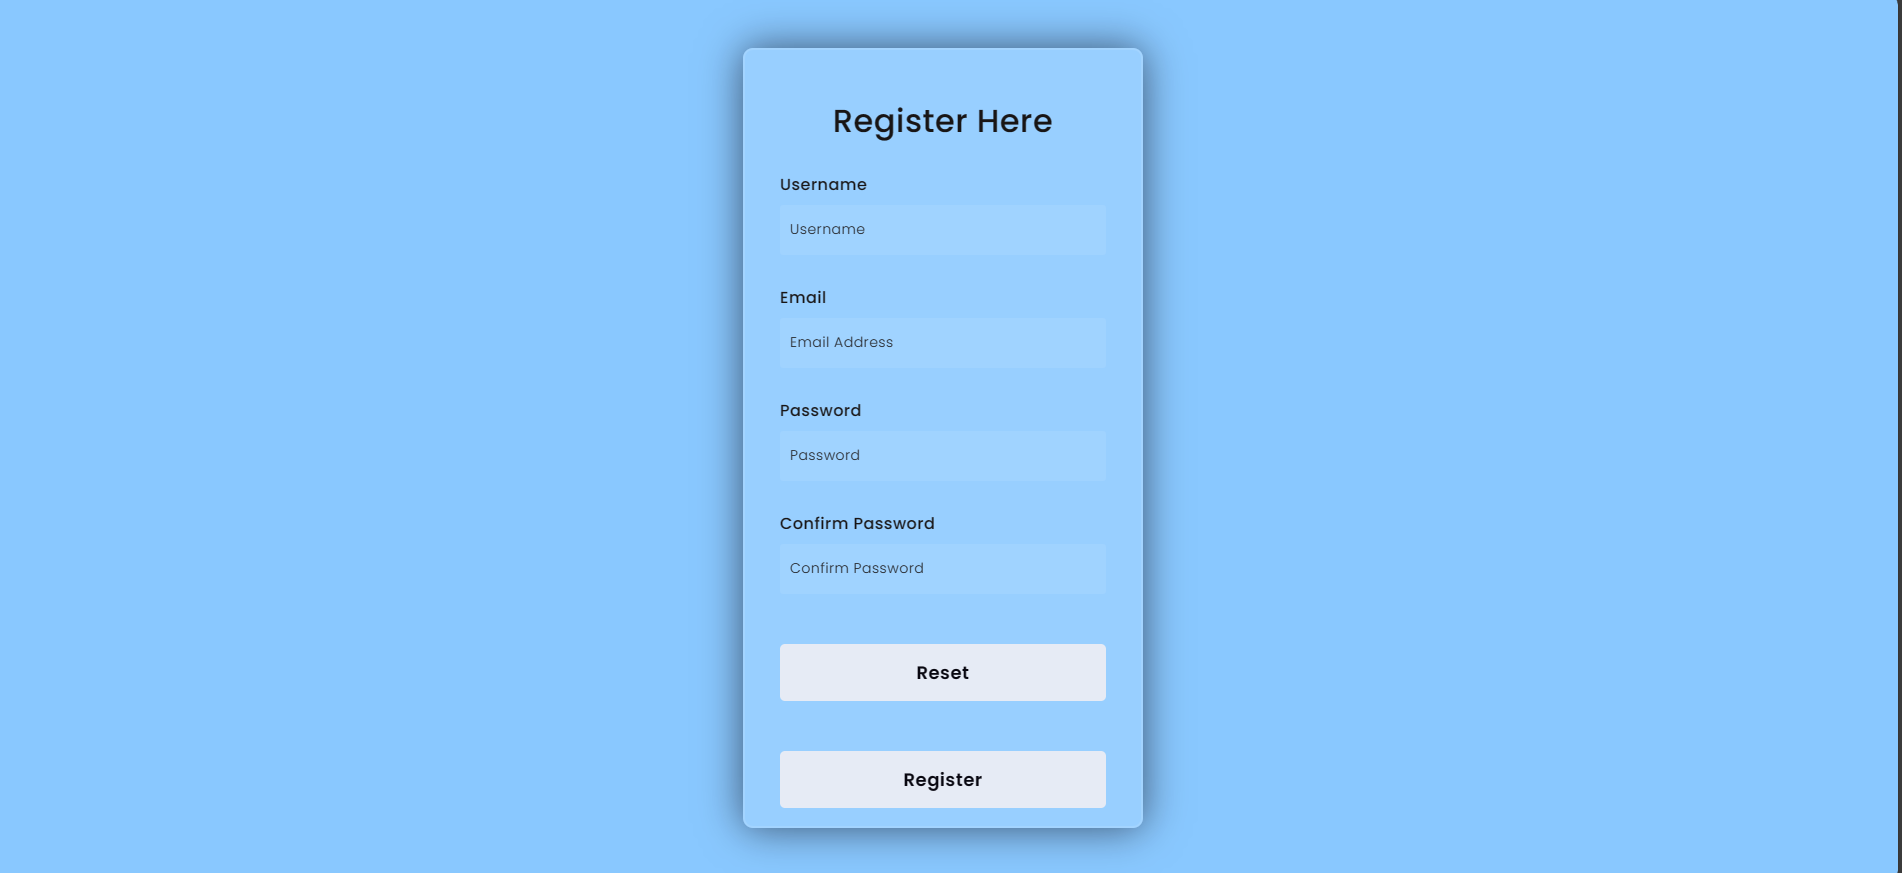 Register Here
Username
Username
Email
Email Address
Password
Password
Confirm Password
Confirm Password
Reset
Register